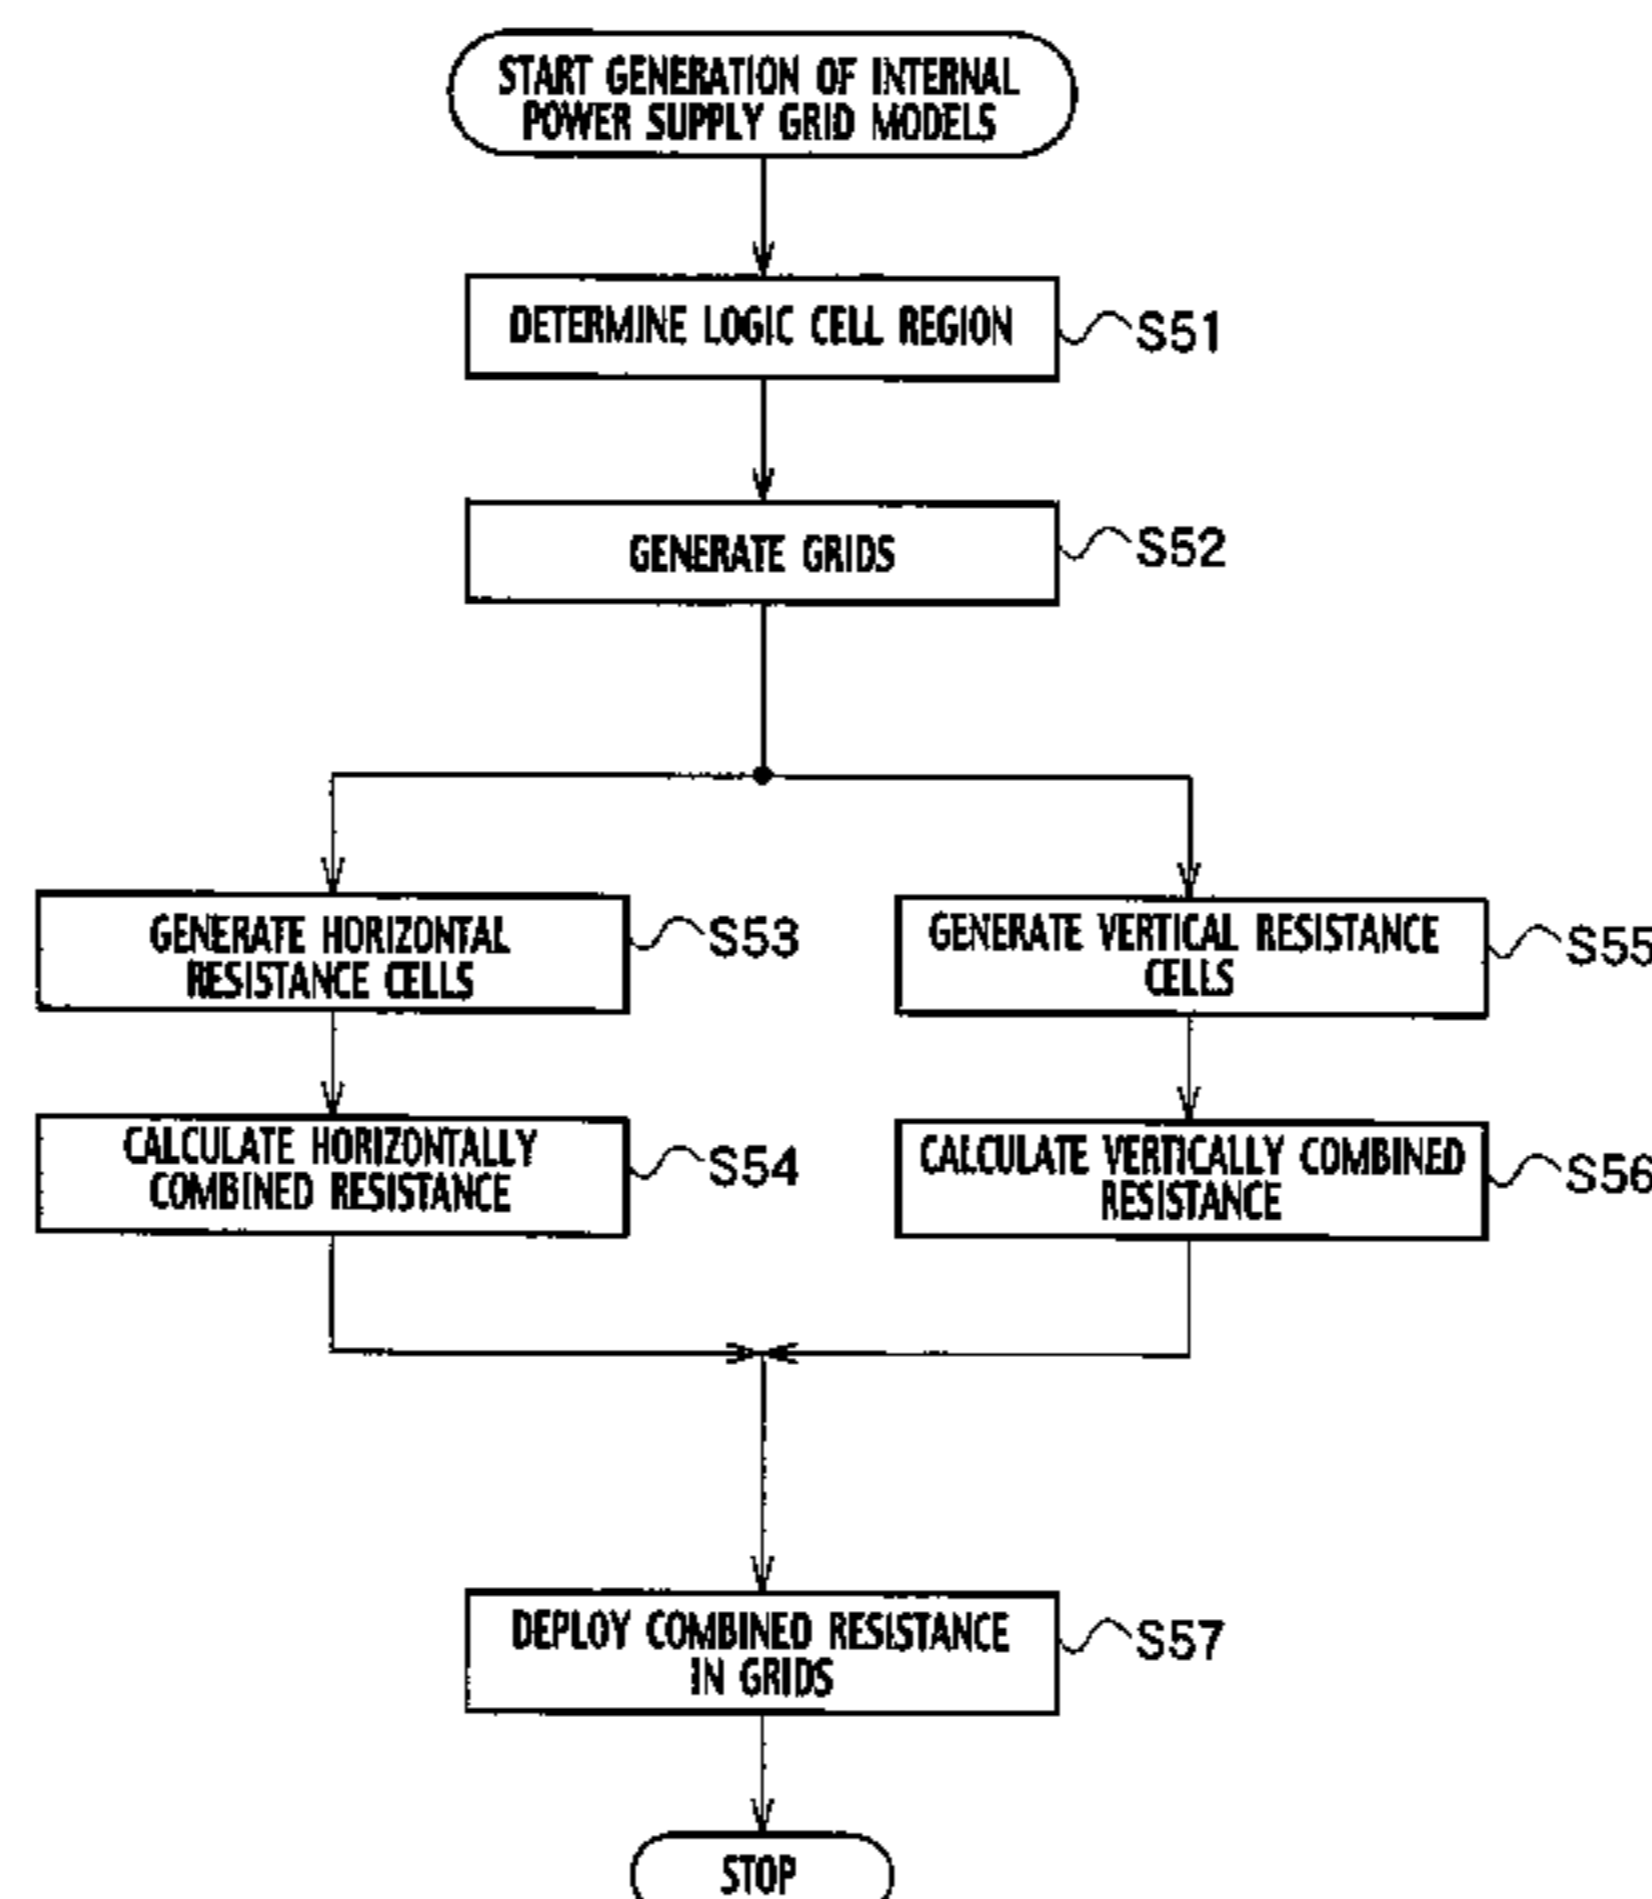 START GENERATION OF INTERNAL
POWER SUPPLY GRID MODELS
DETERMINE LOGIC CELL REGION
S51
GENERATE GRIDS
S52
GENERATE HORIZONTAL
RESISTANCE CELLS
S53
GENERATE VERTICAL RESISTANCE
CELLS
S55
CALCULATE HORIZONTALLY
COMBINED RESISTANCE
S54
CALCULATE VERTICALLY COMBINED
RESISTANCE
S56
DEPLOY COMBINED RESISTANCE
IN GRIDS
S57
STOP